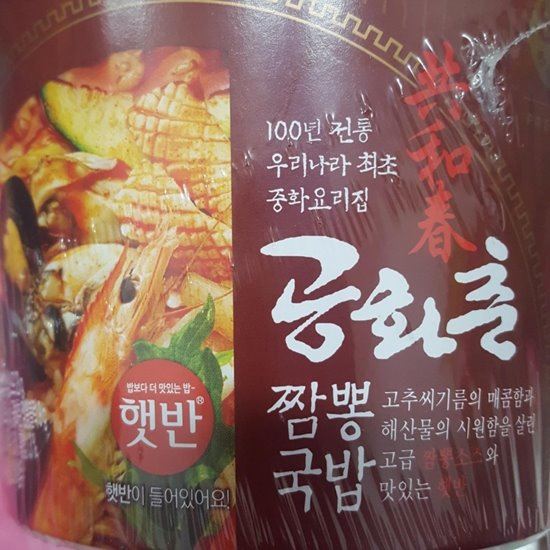 共和春
100년 전통
우리나라 최초
중화요리집
공화춘
짬뽕
국밥
고추씨기름의 매콤함과
해산물의 시원함을 살린
고급 짬뽕소스와
맛있는 햇반
밥보다 더 맛있는 밥~
햇반
햇반이 들어있어요!